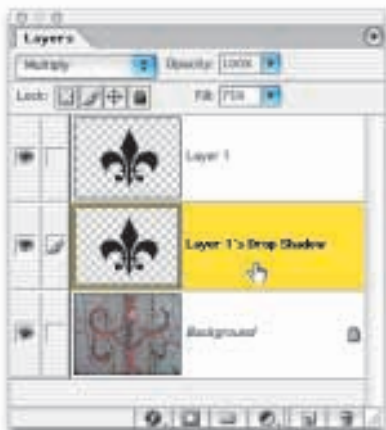 Layers
Multiply Opacity: 100%
Lock: Fill: 75%
Layer 1
Layer 1's Drop Shadow
Background